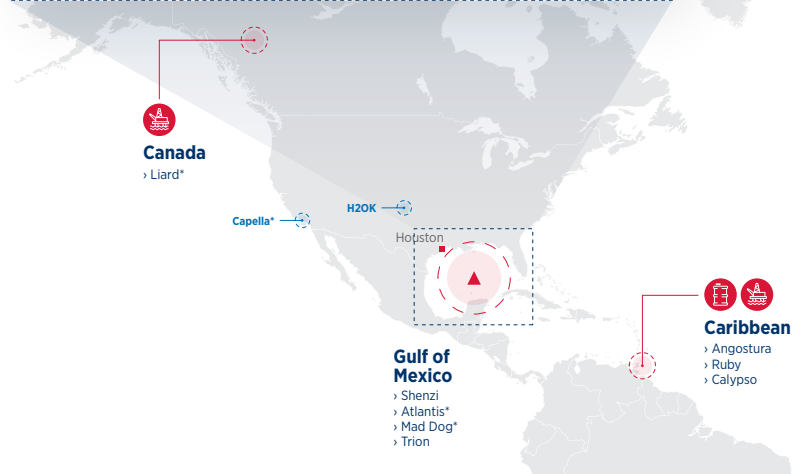 Canada
› Liard*
Capella*
H2OK
Houston
Gulf of
Mexico
› Shenzi
› Atlantis*
› Mad Dog*
› Trion
Caribbean
› Angostura
› Ruby
› Calypso